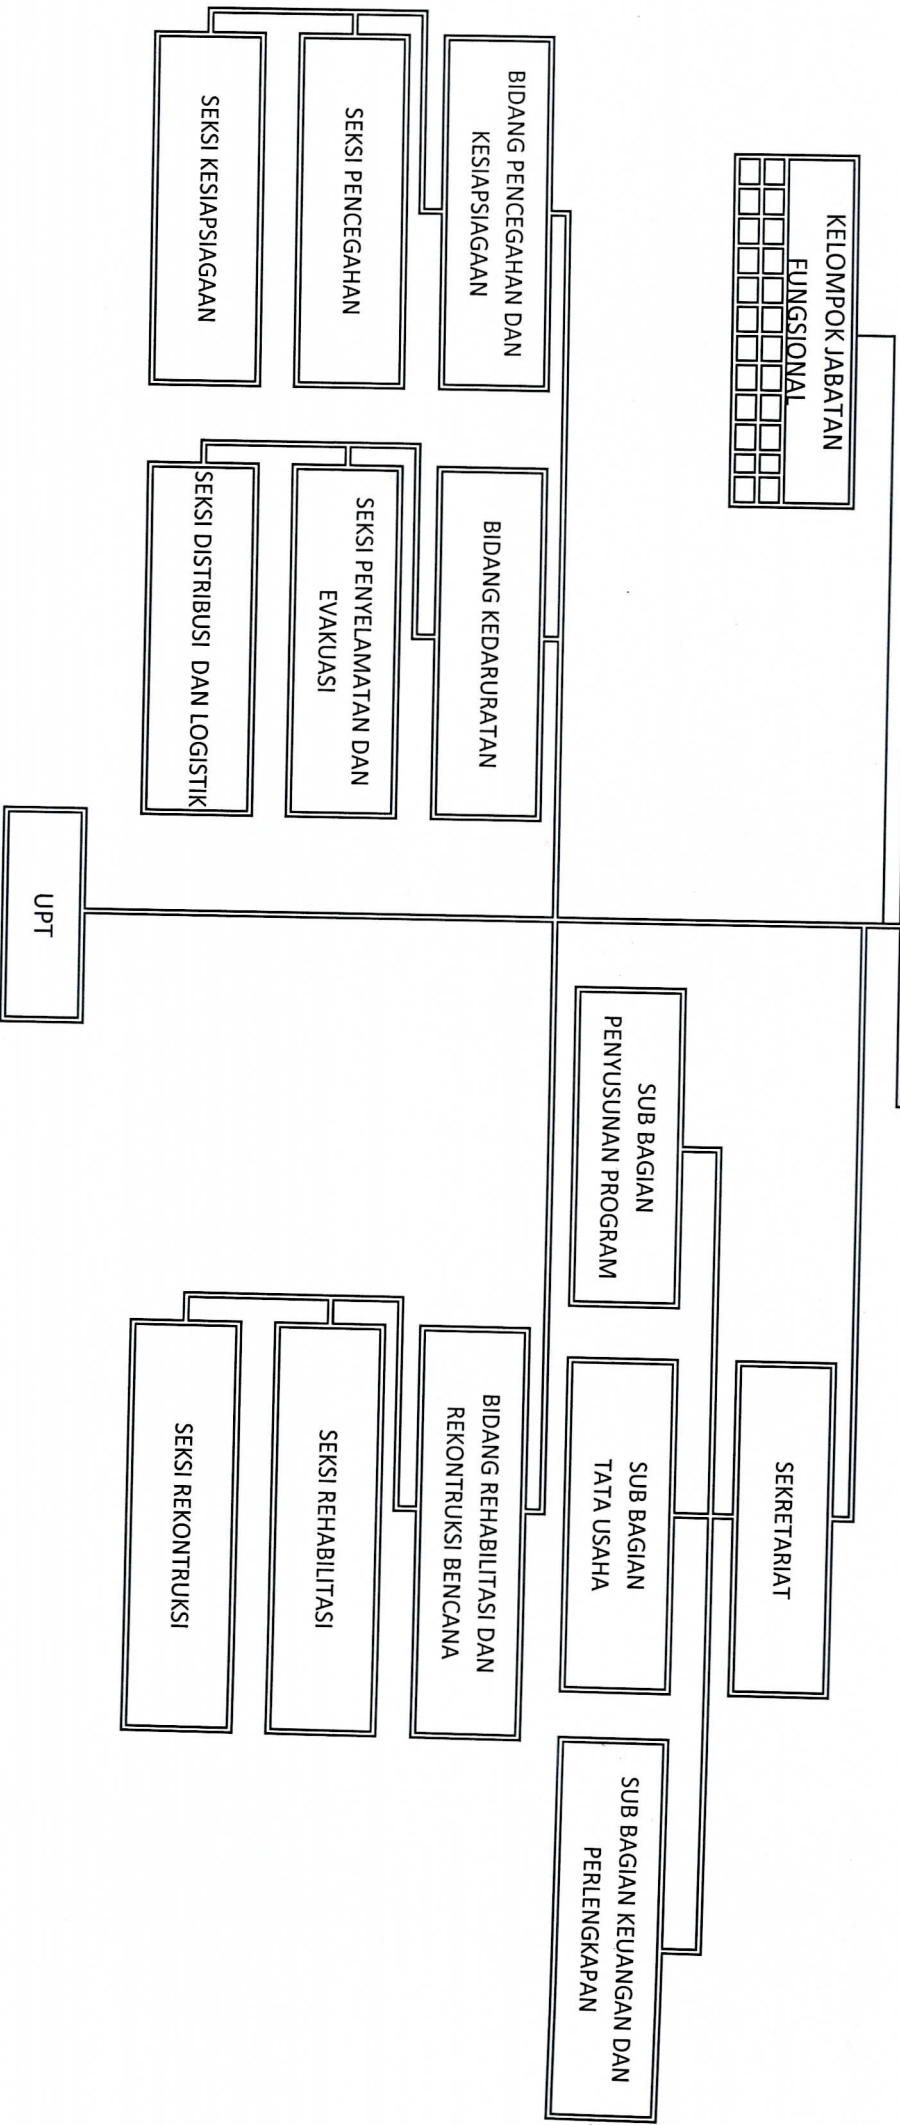 KELOMPOK JABATAN
FUNGSIONAL
SEKRETARIAT
SUB BAGIAN
PENYUSUNAN PROGRAM
SUB BAGIAN
TATA USAHA
SUB BAGIAN KEUANGAN DAN
PERLENGKAPAN
BIDANG PENCEGAHAN DAN
KESIAPSIAGAAN
BIDANG KEDARURATAN
BIDANG REHABILITASI DAN
REKONTRUKSI BENCANA
SEKSI PENCEGAHAN
SEKSI PENYELAMATAN DAN
EVAKUASI
SEKSI REHABILITASI
SEKSI KESIAPSIAGAAN
SEKSI DISTRIBUSI DAN LOGISTIK
SEKSI REKONTRUKSI
UPT